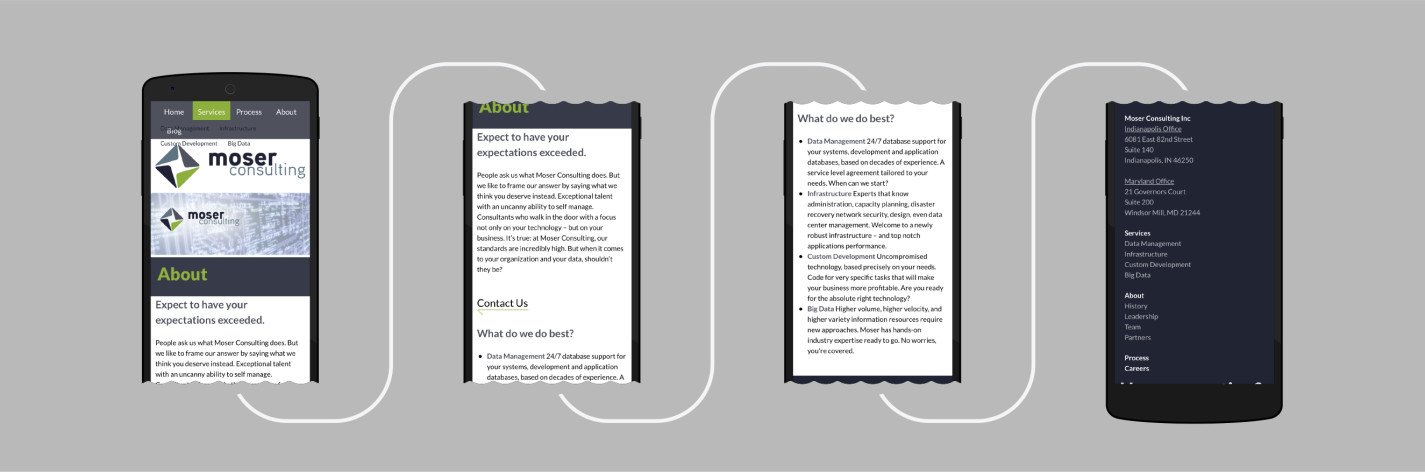 Home Services Process About
Blog
Data Management Infrastructure
Custom Development Big Data
moser
consulting
moser
consulting
About
Expect to have your
expectations exceeded.
People ask us what Moser Consulting does. But
we like to frame our answer by saying what we
think you deserve instead. Exceptional talent
with an uncanny ability to self manage.
About
Expect to have your
expectations exceeded.
People ask us what Moser Consulting does. But
we like to frame our answer by saying what we
think you deserve instead. Exceptional talent
with an uncanny ability to self manage.
Consultants who walk in the door with a focus
not only on your technology – but on your
business. It's true: at Moser Consulting, our
standards are incredibly high. But when it comes
to your organization and your data, shouldn't
they be?
Contact Us
What do we do best?
• Data Management 24/7 database support for
your systems, development and application
databases, based on decades of experience. A
What do we do best?
• Data Management 24/7 database support for
your systems, development and application
databases, based on decades of experience. A
service level agreement tailored to your
needs. When can we start?
• Infrastructure Experts that know
administration, capacity planning, disaster
recovery network security, design, even data
center management. Welcome to a newly
robust infrastructure – and top notch
applications performance.
• Custom Development Uncompromised
technology, based precisely on your needs.
Code for very specific tasks that will make
your business more profitable. Are you ready
for the absolute right technology?
• Big Data Higher volume, higher velocity, and
higher variety information resources require
new approaches. Moser has hands-on
industry expertise ready to go. No worries,
you're covered.
Moser Consulting Inc
Indianapolis Office
6081 East 82nd Street
Suite 140
Indianapolis, IN 46250
Maryland Office
21 Governors Court
Suite 200
Windsor Mill, MD 21244
Services
Data Management
Infrastructure
Custom Development
Big Data
About
History
Leadership
Team
Partners
Process
Careers